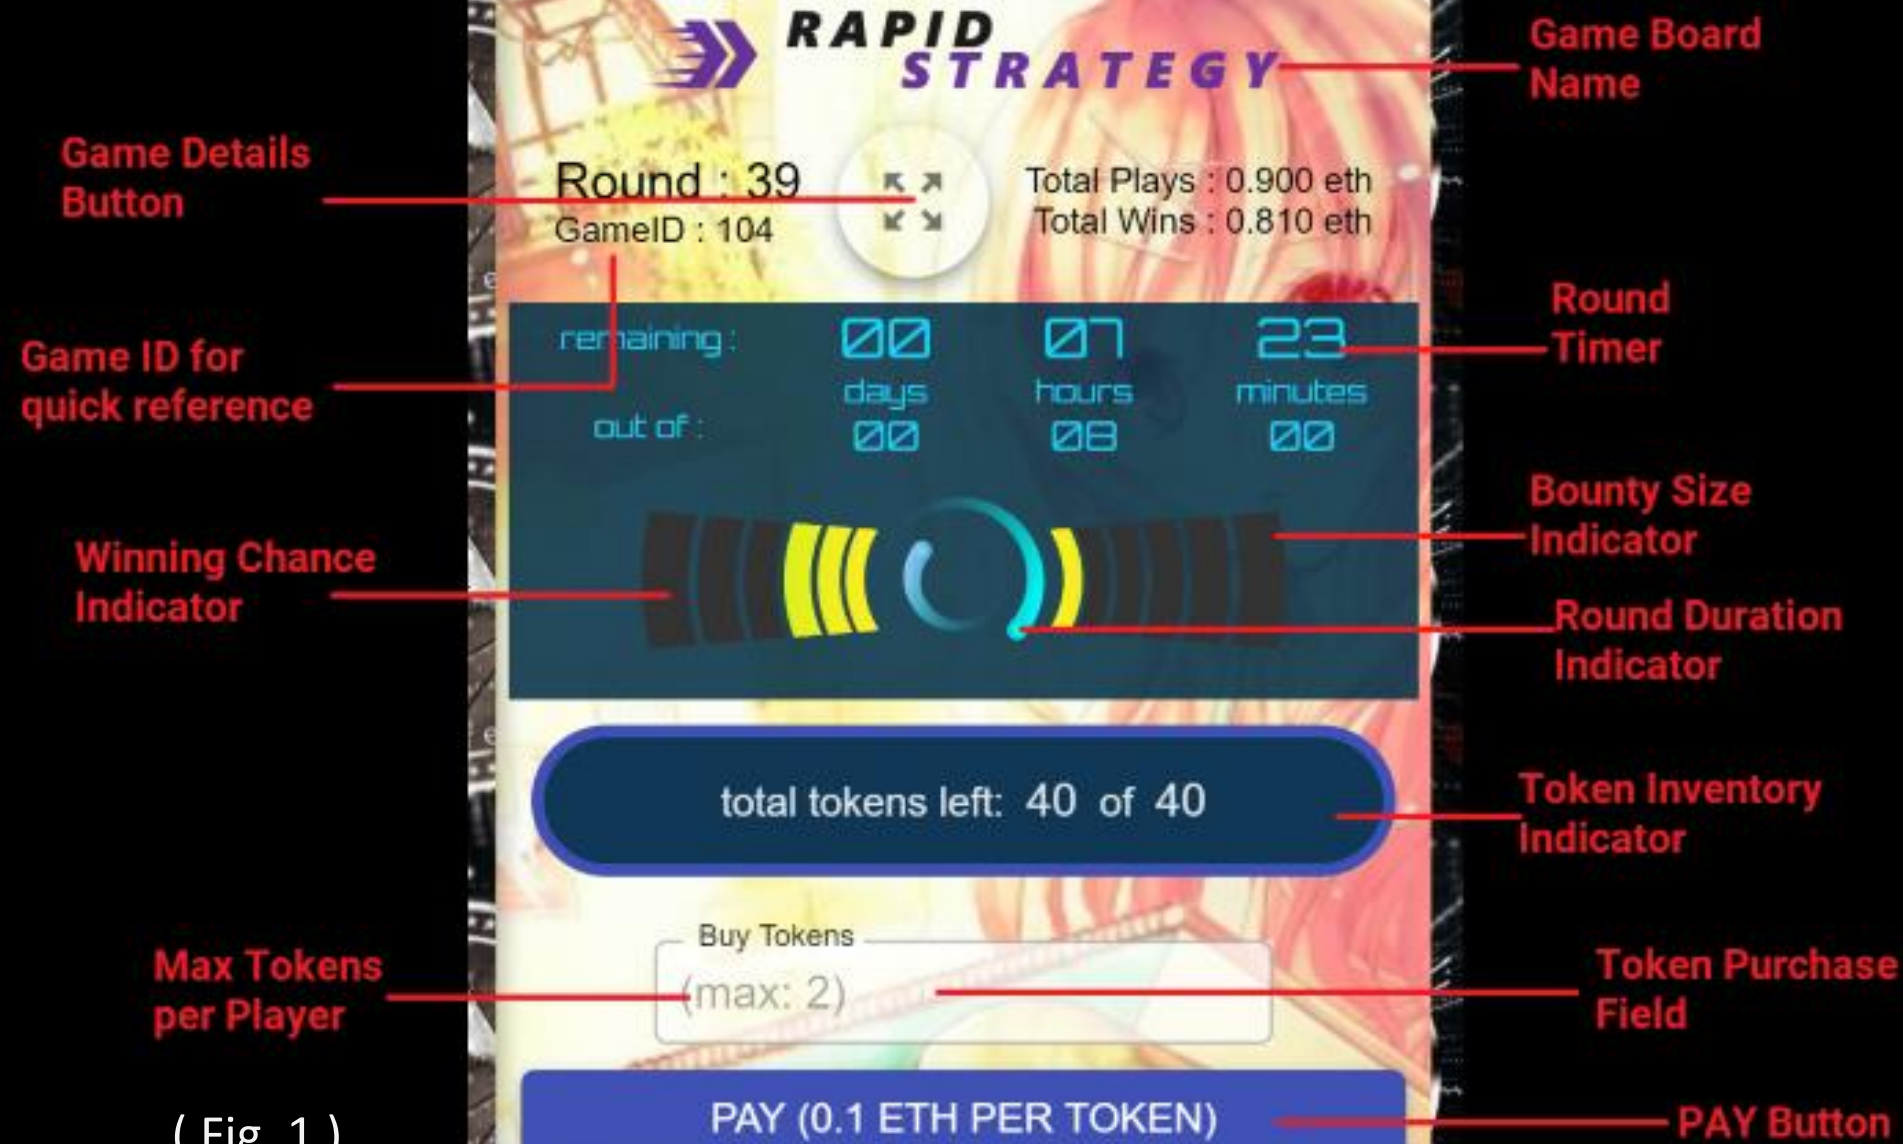 RAPID
STRATEGY
Game Board
Name
Game Details
Button
Round : 39
GameID : 104
Total Plays : 0.900 eth
Total Wins : 0.810 eth
Game ID for
quick reference
remaining : 00 07 23
days hours minutes
out of : 00 08 00
Round
Timer
Winning Chance
Indicator
Bounty Size
Indicator
Round Duration
Indicator
total tokens left: 40 of 40
Token Inventory
Indicator
Buy Tokens
(max: 2)
Max Tokens
per Player
Token Purchase
Field
PAY (0.1 ETH PER TOKEN)
PAY Button
( Fig. 1 )